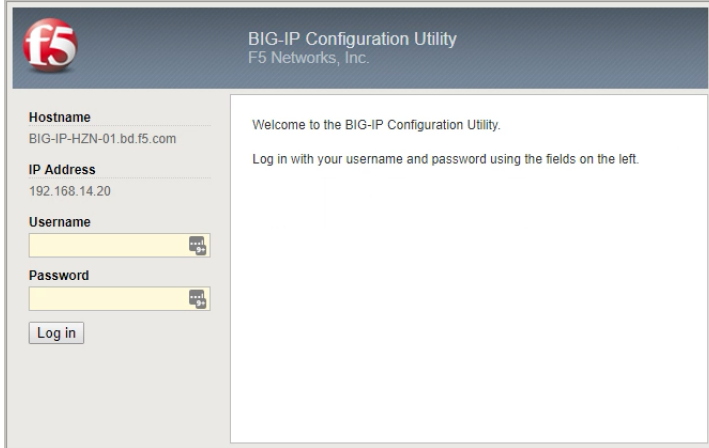 f5
BIG-IP Configuration Utility
F5 Networks, Inc.
Hostname
BIG-IP-HZN-01.bd.f5.com
IP Address
192.168.14.20
Username
9+
Password
9+
Log in
Welcome to the BIG-IP Configuration Utility.
Log in with your username and password using the fields on the left.